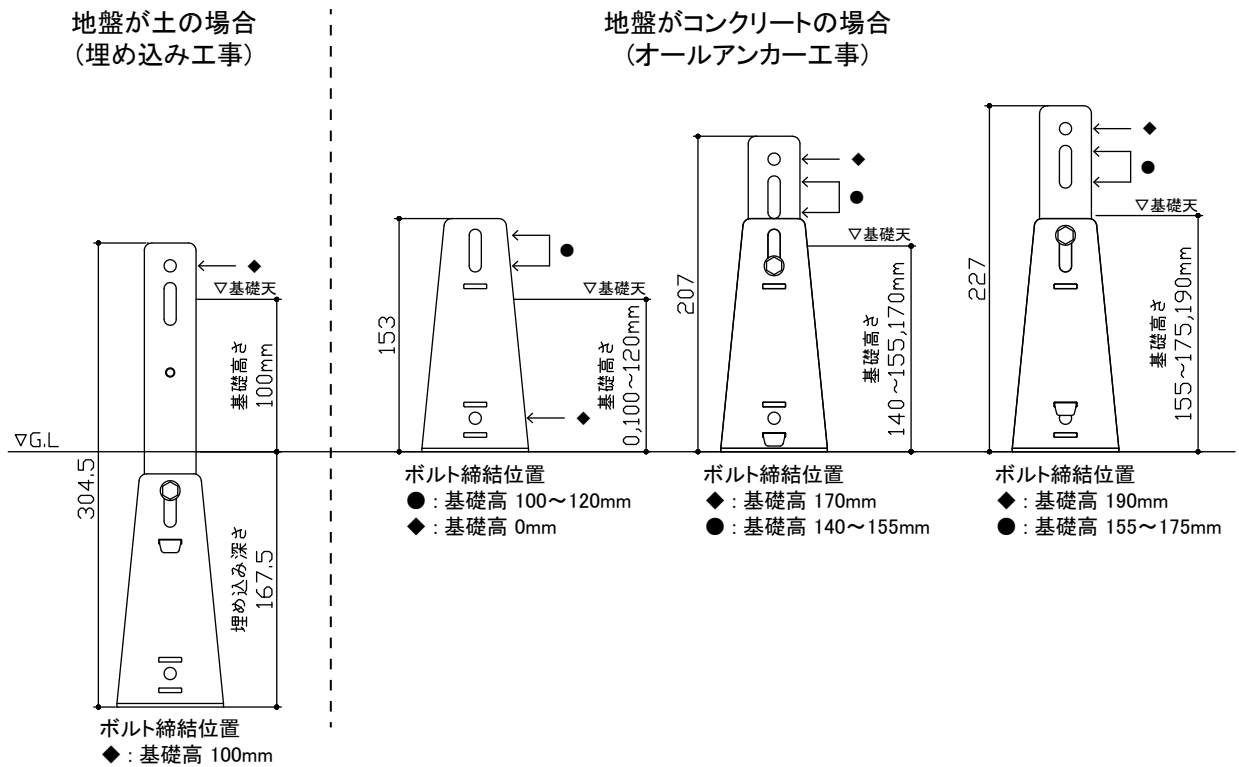 地盤が土の場合
(埋め込み工事)
地盤がコンクリートの場合
(オールアンカー工事)
◆
▽基礎天
基礎高さ
100mm
▽G.L
304.5
埋め込み深さ
167.5
ボルト締結位置
◆：基礎高 100mm
153
●
▽基礎天
基礎高さ
0,100～120mm
◆
ボルト締結位置
●：基礎高 100～120mm
◆：基礎高 0mm
207
◆
●
▽基礎天
基礎高さ
140～155,170mm
ボルト締結位置
◆：基礎高 170mm
●：基礎高 140～155mm
227
◆
●
▽基礎天
基礎高さ
155～175,190mm
ボルト締結位置
◆：基礎高 190mm
●：基礎高 155～175mm